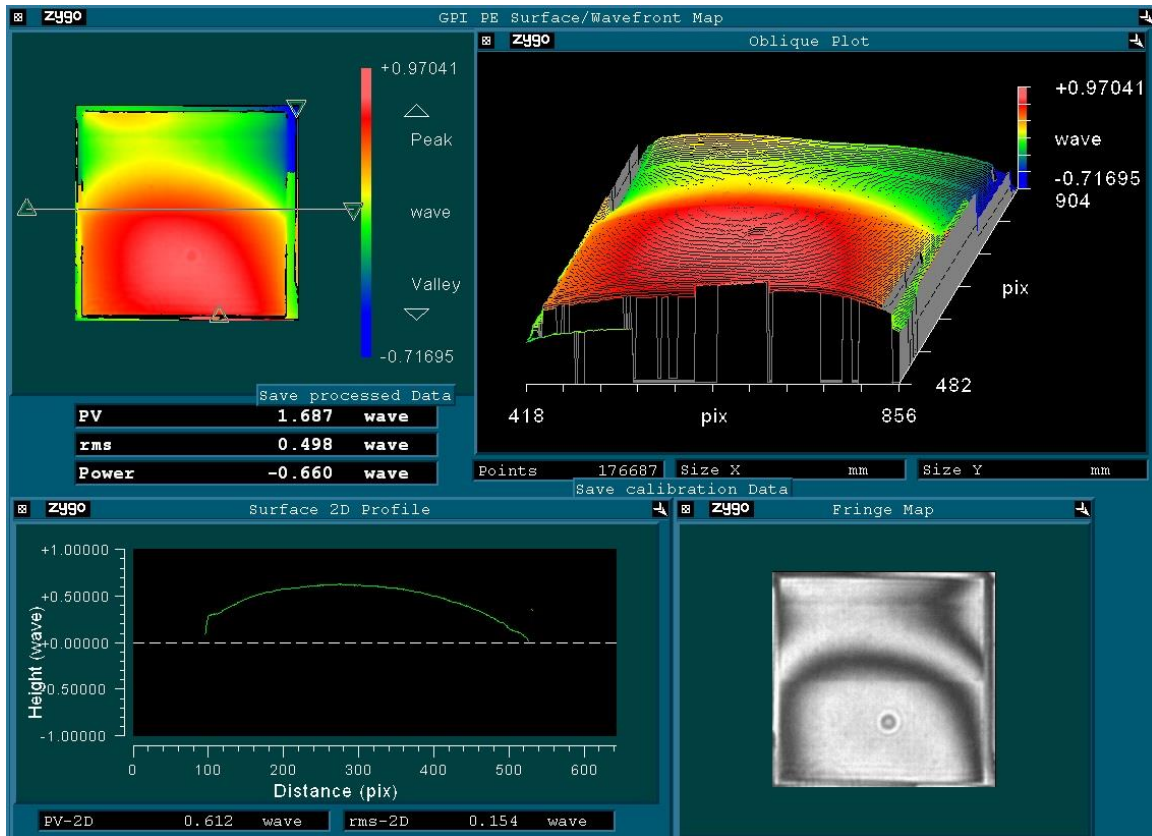 zygo GPI PE Surface/Wavefront Map
+0.97041
Peak
wave
Valley
-0.71695
zygo Oblique Plot
+0.97041
wave
-0.71695
904
pix
482
418 pix 856
Save processed Data
PV 1.687 wave
rms 0.498 wave
Power -0.660 wave
Points 176687 Size X mm Size Y mm
Save calibration Data
zygo Surface 2D Profile
+1.00000
+0.50000
+0.00000
-0.50000
-1.00000
Height (wave)
0 100 200 300 400 500 600
Distance (pix)
PV-2D 0.612 wave rms-2D 0.154 wave
zygo Fringe Map